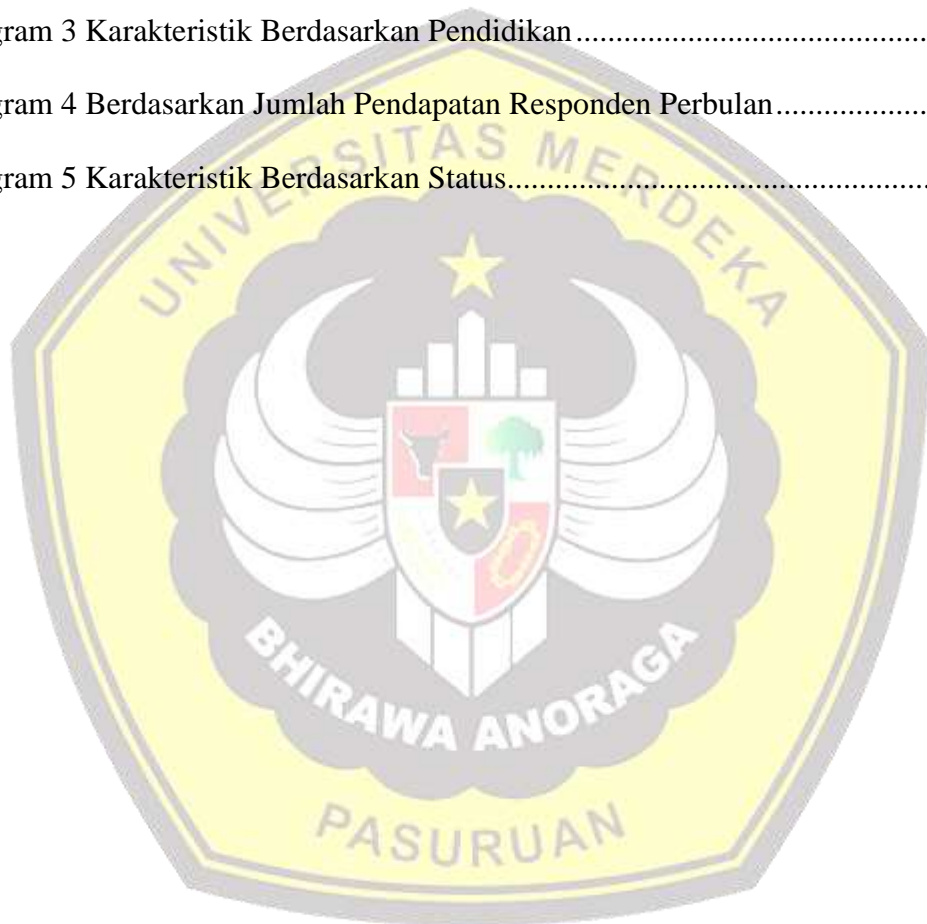 gram 3 Karakteristik Berdasarkan Pendidikan........................................
gram 4 Berdasarkan Jumlah Pendapatan Responden Perbulan...................
gram 5 Karakteristik Berdasarkan Status....................................................
UNIVERSITAS MERDEKA
BHIRAWA ANORAGA
PASURUAN